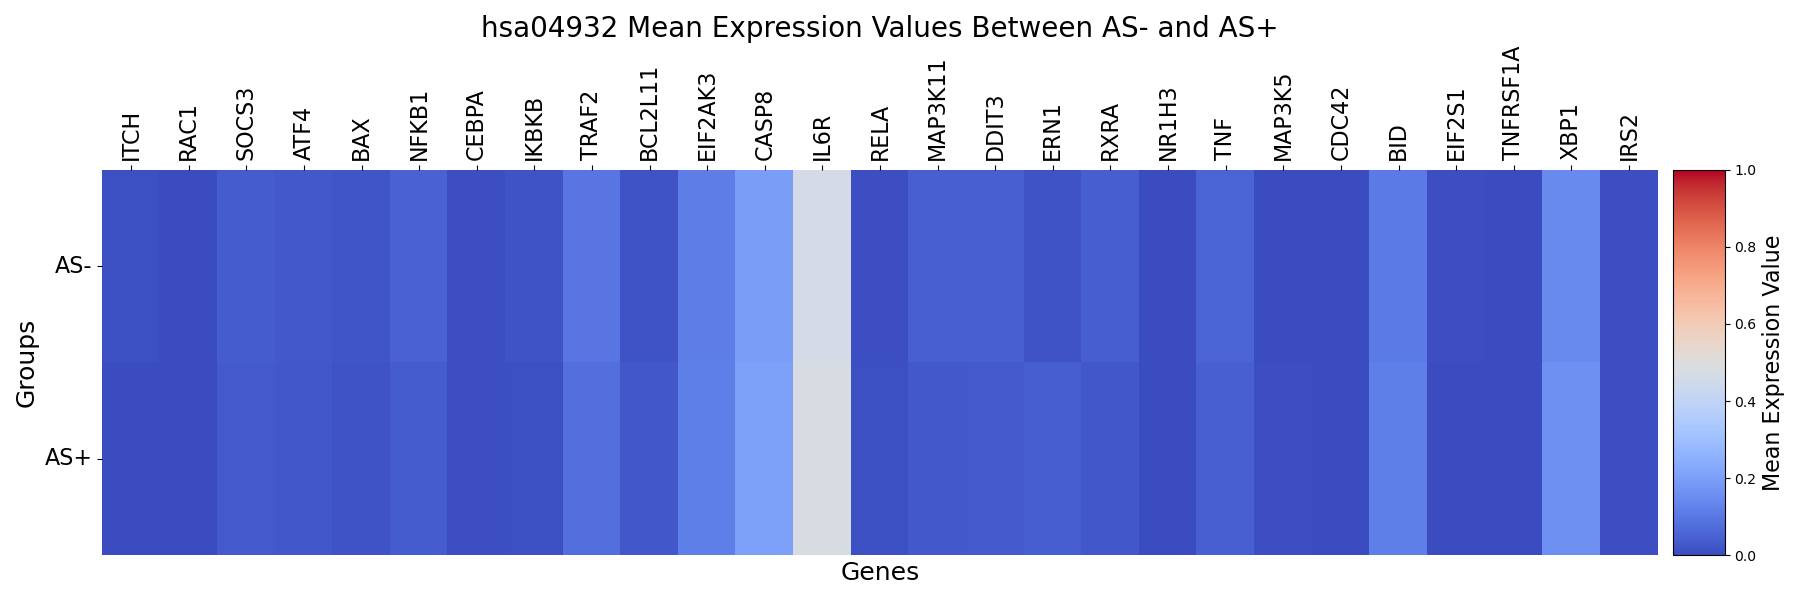 hsa04932 Mean Expression Values Between AS- and AS+
ITCH
RAC1
SOCS3
ATF4
BAX
NFKB1
CEBPA
IKBKB
TRAF2
BCL2L11
EIF2AK3
CASP8
IL6R
RELA
MAP3K11
DDIT3
ERN1
RXRA
NR1H3
TNF
MAP3K5
CDC42
BID
EIF2S1
TNFRSF1A
XBP1
IRS2
Groups
AS-
AS+
Genes
1.0
0.8
0.6
0.4
0.2
0.0
Mean Expression Value